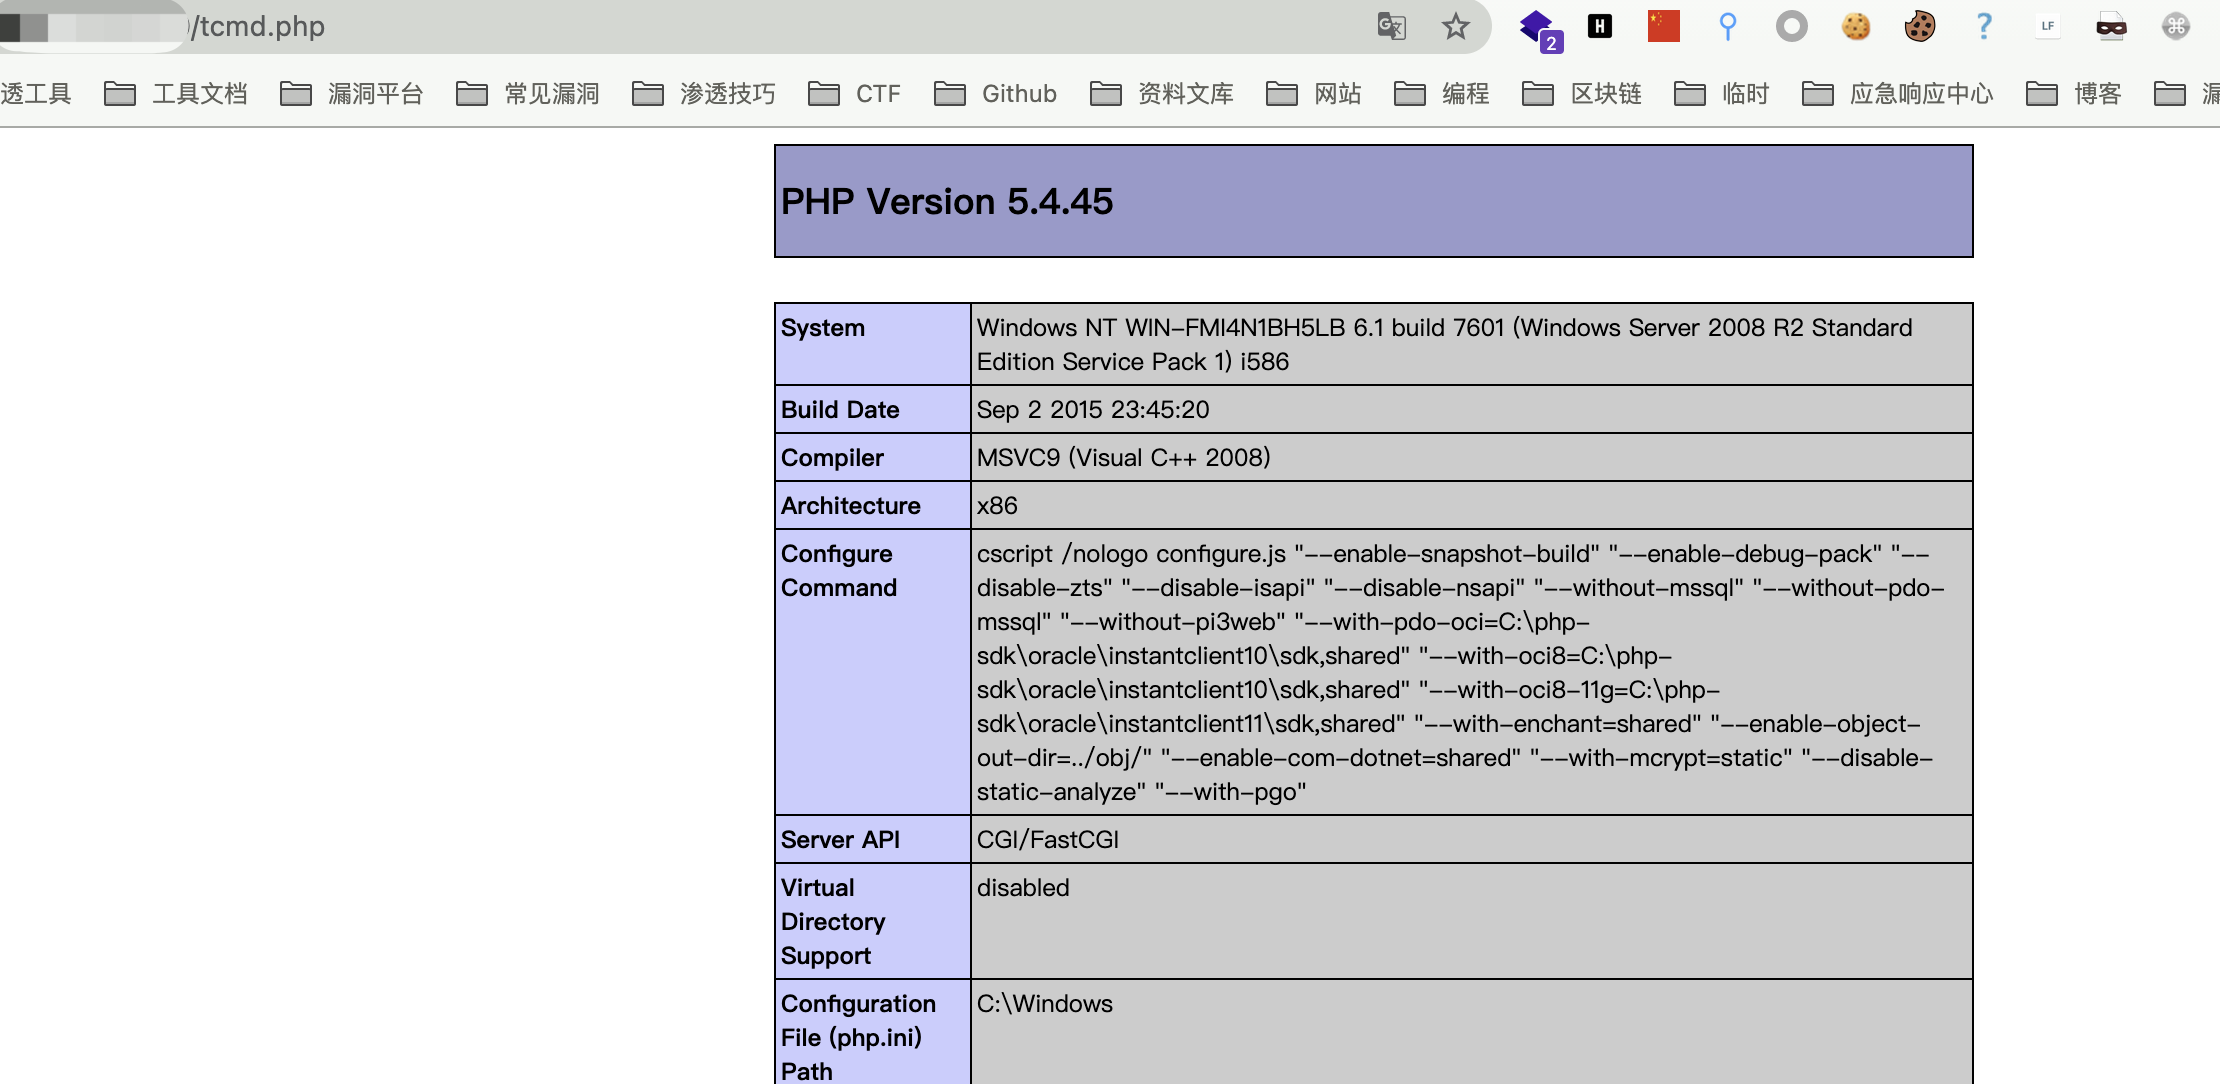 /tcmd.php
2
H
LF
透工具 工具文档 漏洞平台 常见漏洞 渗透技巧 CTF Github 资料文库 网站 编程 区块链 临时 应急响应中心 博客 漏
PHP Version 5.4.45
System Windows NT WIN-FMI4N1BH5LB 6.1 build 7601 (Windows Server 2008 R2 Standard
Edition Service Pack 1) i586
Build Date Sep 2 2015 23:45:20
Compiler MSVC9 (Visual C++ 2008)
Architecture x86
Configure cscript /nologo configure.js "--enable-snapshot-build" "--enable-debug-pack" "--
Command disable-zts" "--disable-isapi" "--disable-nsapi" "--without-mssql" "--without-pdo-
mssql" "--without-pi3web" "--with-pdo-oci=C:\php-
sdk\oracle\instantclient10\sdk,shared" "--with-oci8=C:\php-
sdk\oracle\instantclient10\sdk,shared" "--with-oci8-11g=C:\php-
sdk\oracle\instantclient11\sdk,shared" "--with-enchant=shared" "--enable-object-
out-dir=../obj/" "--enable-com-dotnet=shared" "--with-mcrypt=static" "--disable-
static-analyze" "--with-pgo"
Server API CGI/FastCGI
Virtual disabled
Directory
Support
Configuration C:\Windows
File (php.ini)
Path